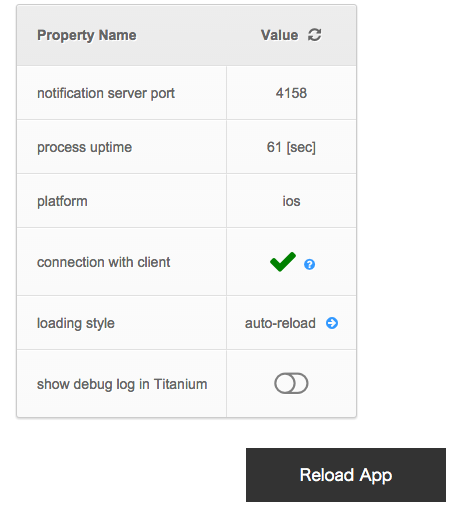 Property Name Value
notification server port 4158
process uptime 61 [sec]
platform ios
connection with client ?
loading style auto-reload
show debug log in Titanium
Reload App